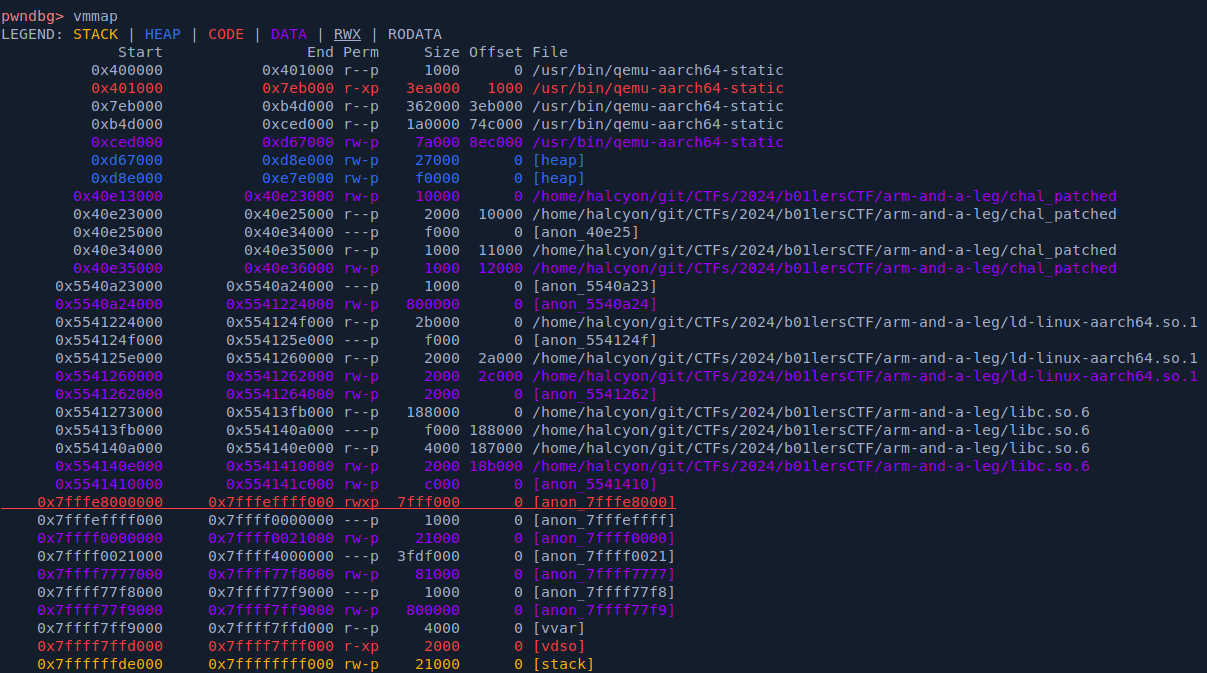 pwndbg> vmmap
LEGEND: STACK | HEAP | CODE | DATA | RWX | RODATA
Start End Perm Size Offset File
0x400000 0x401000 r--p 1000 0 /usr/bin/qemu-aarch64-static
0x401000 0x7eb000 r-xp 3ea000 1000 /usr/bin/qemu-aarch64-static
0x7eb000 0xb4d000 r--p 362000 3eb000 /usr/bin/qemu-aarch64-static
0xb4d000 0xced000 r--p 1a0000 74c000 /usr/bin/qemu-aarch64-static
0xced000 0xd67000 rw-p 7a000 8ec000 /usr/bin/qemu-aarch64-static
0xd67000 0xd8e000 rw-p 27000 0 [heap]
0xd8e000 0xe7e000 rw-p f0000 0 [heap]
0x40e13000 0x40e23000 rw-p 10000 0 /home/halcyon/git/CTFs/2024/b01lersCTF/arm-and-a-leg/chal_patched
0x40e23000 0x40e25000 r--p 2000 10000 /home/halcyon/git/CTFs/2024/b01lersCTF/arm-and-a-leg/chal_patched
0x40e25000 0x40e34000 ---p f000 0 [anon_40e25]
0x40e34000 0x40e35000 r--p 1000 11000 /home/halcyon/git/CTFs/2024/b01lersCTF/arm-and-a-leg/chal_patched
0x40e35000 0x40e36000 rw-p 1000 12000 /home/halcyon/git/CTFs/2024/b01lersCTF/arm-and-a-leg/chal_patched
0x5540a23000 0x5540a24000 ---p 1000 0 [anon_5540a23]
0x5540a24000 0x5541224000 rw-p 800000 0 [anon_5540a24]
0x5541224000 0x554124f000 r--p 2b000 0 /home/halcyon/git/CTFs/2024/b01lersCTF/arm-and-a-leg/ld-linux-aarch64.so.1
0x554124f000 0x554125e000 ---p f000 0 [anon_554124f]
0x554125e000 0x5541260000 r--p 2000 2a000 /home/halcyon/git/CTFs/2024/b01lersCTF/arm-and-a-leg/ld-linux-aarch64.so.1
0x5541260000 0x5541262000 rw-p 2000 2c000 /home/halcyon/git/CTFs/2024/b01lersCTF/arm-and-a-leg/ld-linux-aarch64.so.1
0x5541262000 0x5541264000 rw-p 2000 0 [anon_5541262]
0x5541273000 0x55413fb000 r--p 188000 0 /home/halcyon/git/CTFs/2024/b01lersCTF/arm-and-a-leg/libc.so.6
0x55413fb000 0x554140a000 ---p f000 188000 /home/halcyon/git/CTFs/2024/b01lersCTF/arm-and-a-leg/libc.so.6
0x554140a000 0x554140e000 r--p 4000 187000 /home/halcyon/git/CTFs/2024/b01lersCTF/arm-and-a-leg/libc.so.6
0x554140e000 0x5541410000 rw-p 2000 18b000 /home/halcyon/git/CTFs/2024/b01lersCTF/arm-and-a-leg/libc.so.6
0x5541410000 0x554141c000 rw-p c000 0 [anon_5541410]
0x7fffe8000000 0x7fffeffff000 rwxp 7fff000 0 [anon_7fffe8000]
0x7fffeffff000 0x7ffff0000000 ---p 1000 0 [anon_7fffeffff]
0x7ffff0000000 0x7ffff0021000 rw-p 21000 0 [anon_7ffff0000]
0x7ffff0021000 0x7ffff4000000 ---p 3fdf000 0 [anon_7ffff0021]
0x7ffff7777000 0x7ffff77f8000 rw-p 81000 0 [anon_7ffff7777]
0x7ffff77f8000 0x7ffff77f9000 ---p 1000 0 [anon_7ffff77f8]
0x7ffff77f9000 0x7ffff7ff9000 rw-p 800000 0 [anon_7ffff77f9]
0x7ffff7ff9000 0x7ffff7ffd000 r--p 4000 0 [vvar]
0x7ffff7ffd000 0x7ffff7fff000 r-xp 2000 0 [vdso]
0x7ffffffde000 0x7ffffffff000 rw-p 21000 0 [stack]